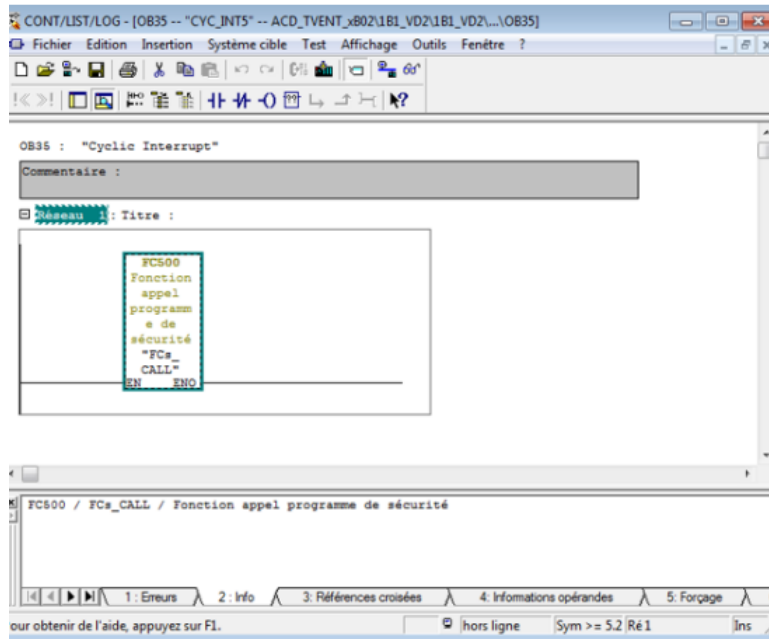 CONT/LIST/LOG - [OB35 -- "CYC_INT5" -- ACD_TVENT_xB02\1B1_VD2\1B1_VD2\...\OB35]
Fichier Edition Insertion Système cible Test Affichage Outils Fenêtre ?
OB35 : "Cyclic Interrupt"
Commentaire :
Réseau 1 : Titre :
FC500
Fonction
appel
programm
e de
sécurité
"FCs_
CALL"
EN ENO
FC500 / FCs_CALL / Fonction appel programme de sécurité
1 : Erreurs 2 : Info 3: Références croisées 4: Informations opérandes 5: Forçage
our obtenir de l'aide, appuyez sur F1. hors ligne Sym >= 5.2 Ré 1 Ins